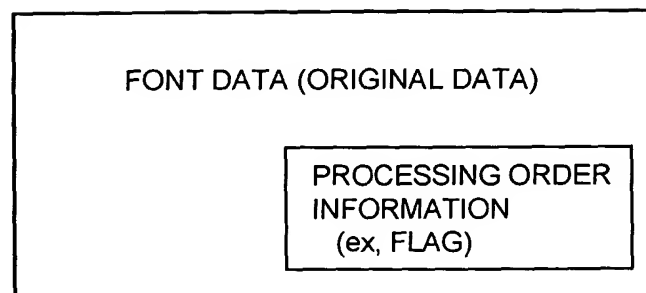 FONT DATA (ORIGINAL DATA)
PROCESSING ORDER
INFORMATION
(ex, FLAG)